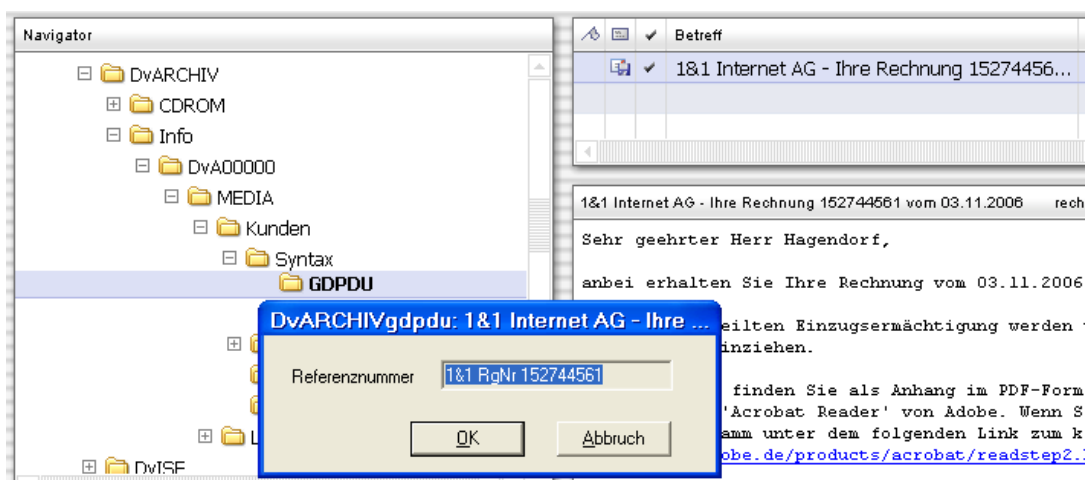 Navigator
DvARCHIV
CDROM
Info
DvA00000
MEDIA
Kunden
Syntax
GDPDU
DvISE
Betreff
1&1 Internet AG - Ihre Rechnung 15274456...
1&1 Internet AG - Ihre Rechnung 152744561 vom 03.11.2006 rech
Sehr geehrter Herr Hagendorf,
anbei erhalten Sie Ihre Rechnung vom 03.11.2006
eilten Einzugsermächtigung werden
inziehen.
finden Sie als Anhang im PDF-Form
'Acrobat Reader' von Adobe. Wenn S
amm unter dem folgenden Link zum k
obe.de/products/acrobat/readstep2.
DvARCHIVgdpdu: 1&1 Internet AG - Ihre ...
Referenznummer 1&1 RgNr 152744561
OK Abbruch